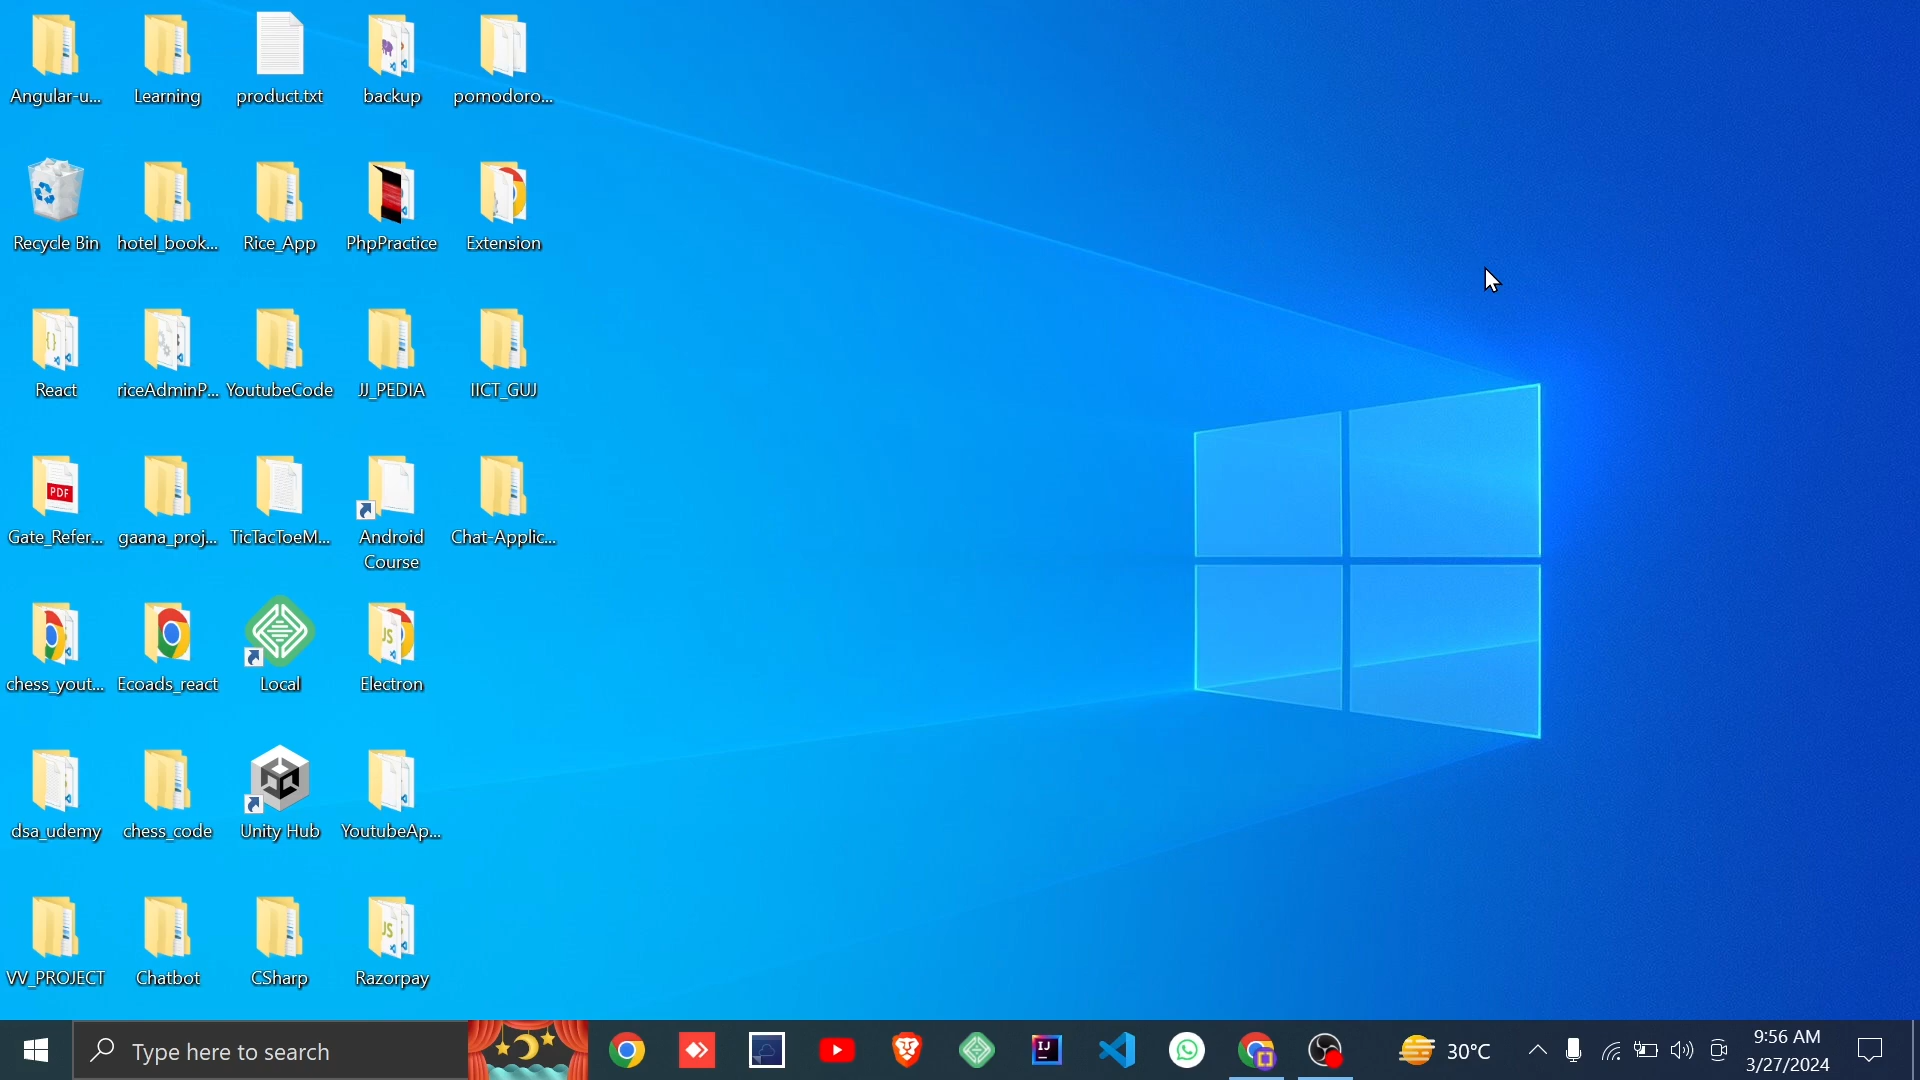 Angular-u...
Learning
product.txt
backup
pomodoro...
Recycle Bin
hotel_book...
Rice_App
PhpPractice
Extension
React
riceAdminP...
YoutubeCode
JJ_PEDIA
IICT_GUJ
Gate_Refer...
gaana_proj...
TicTacToeM...
Android
Course
Chat-Applic...
chess_yout...
Ecoads_react
Local
Electron
dsa_udemy
chess_code
Unity Hub
YoutubeAp...
VV_PROJECT
Chatbot
CSharp
Razorpay
Type here to search
30°C
9:56 AM
3/27/2024